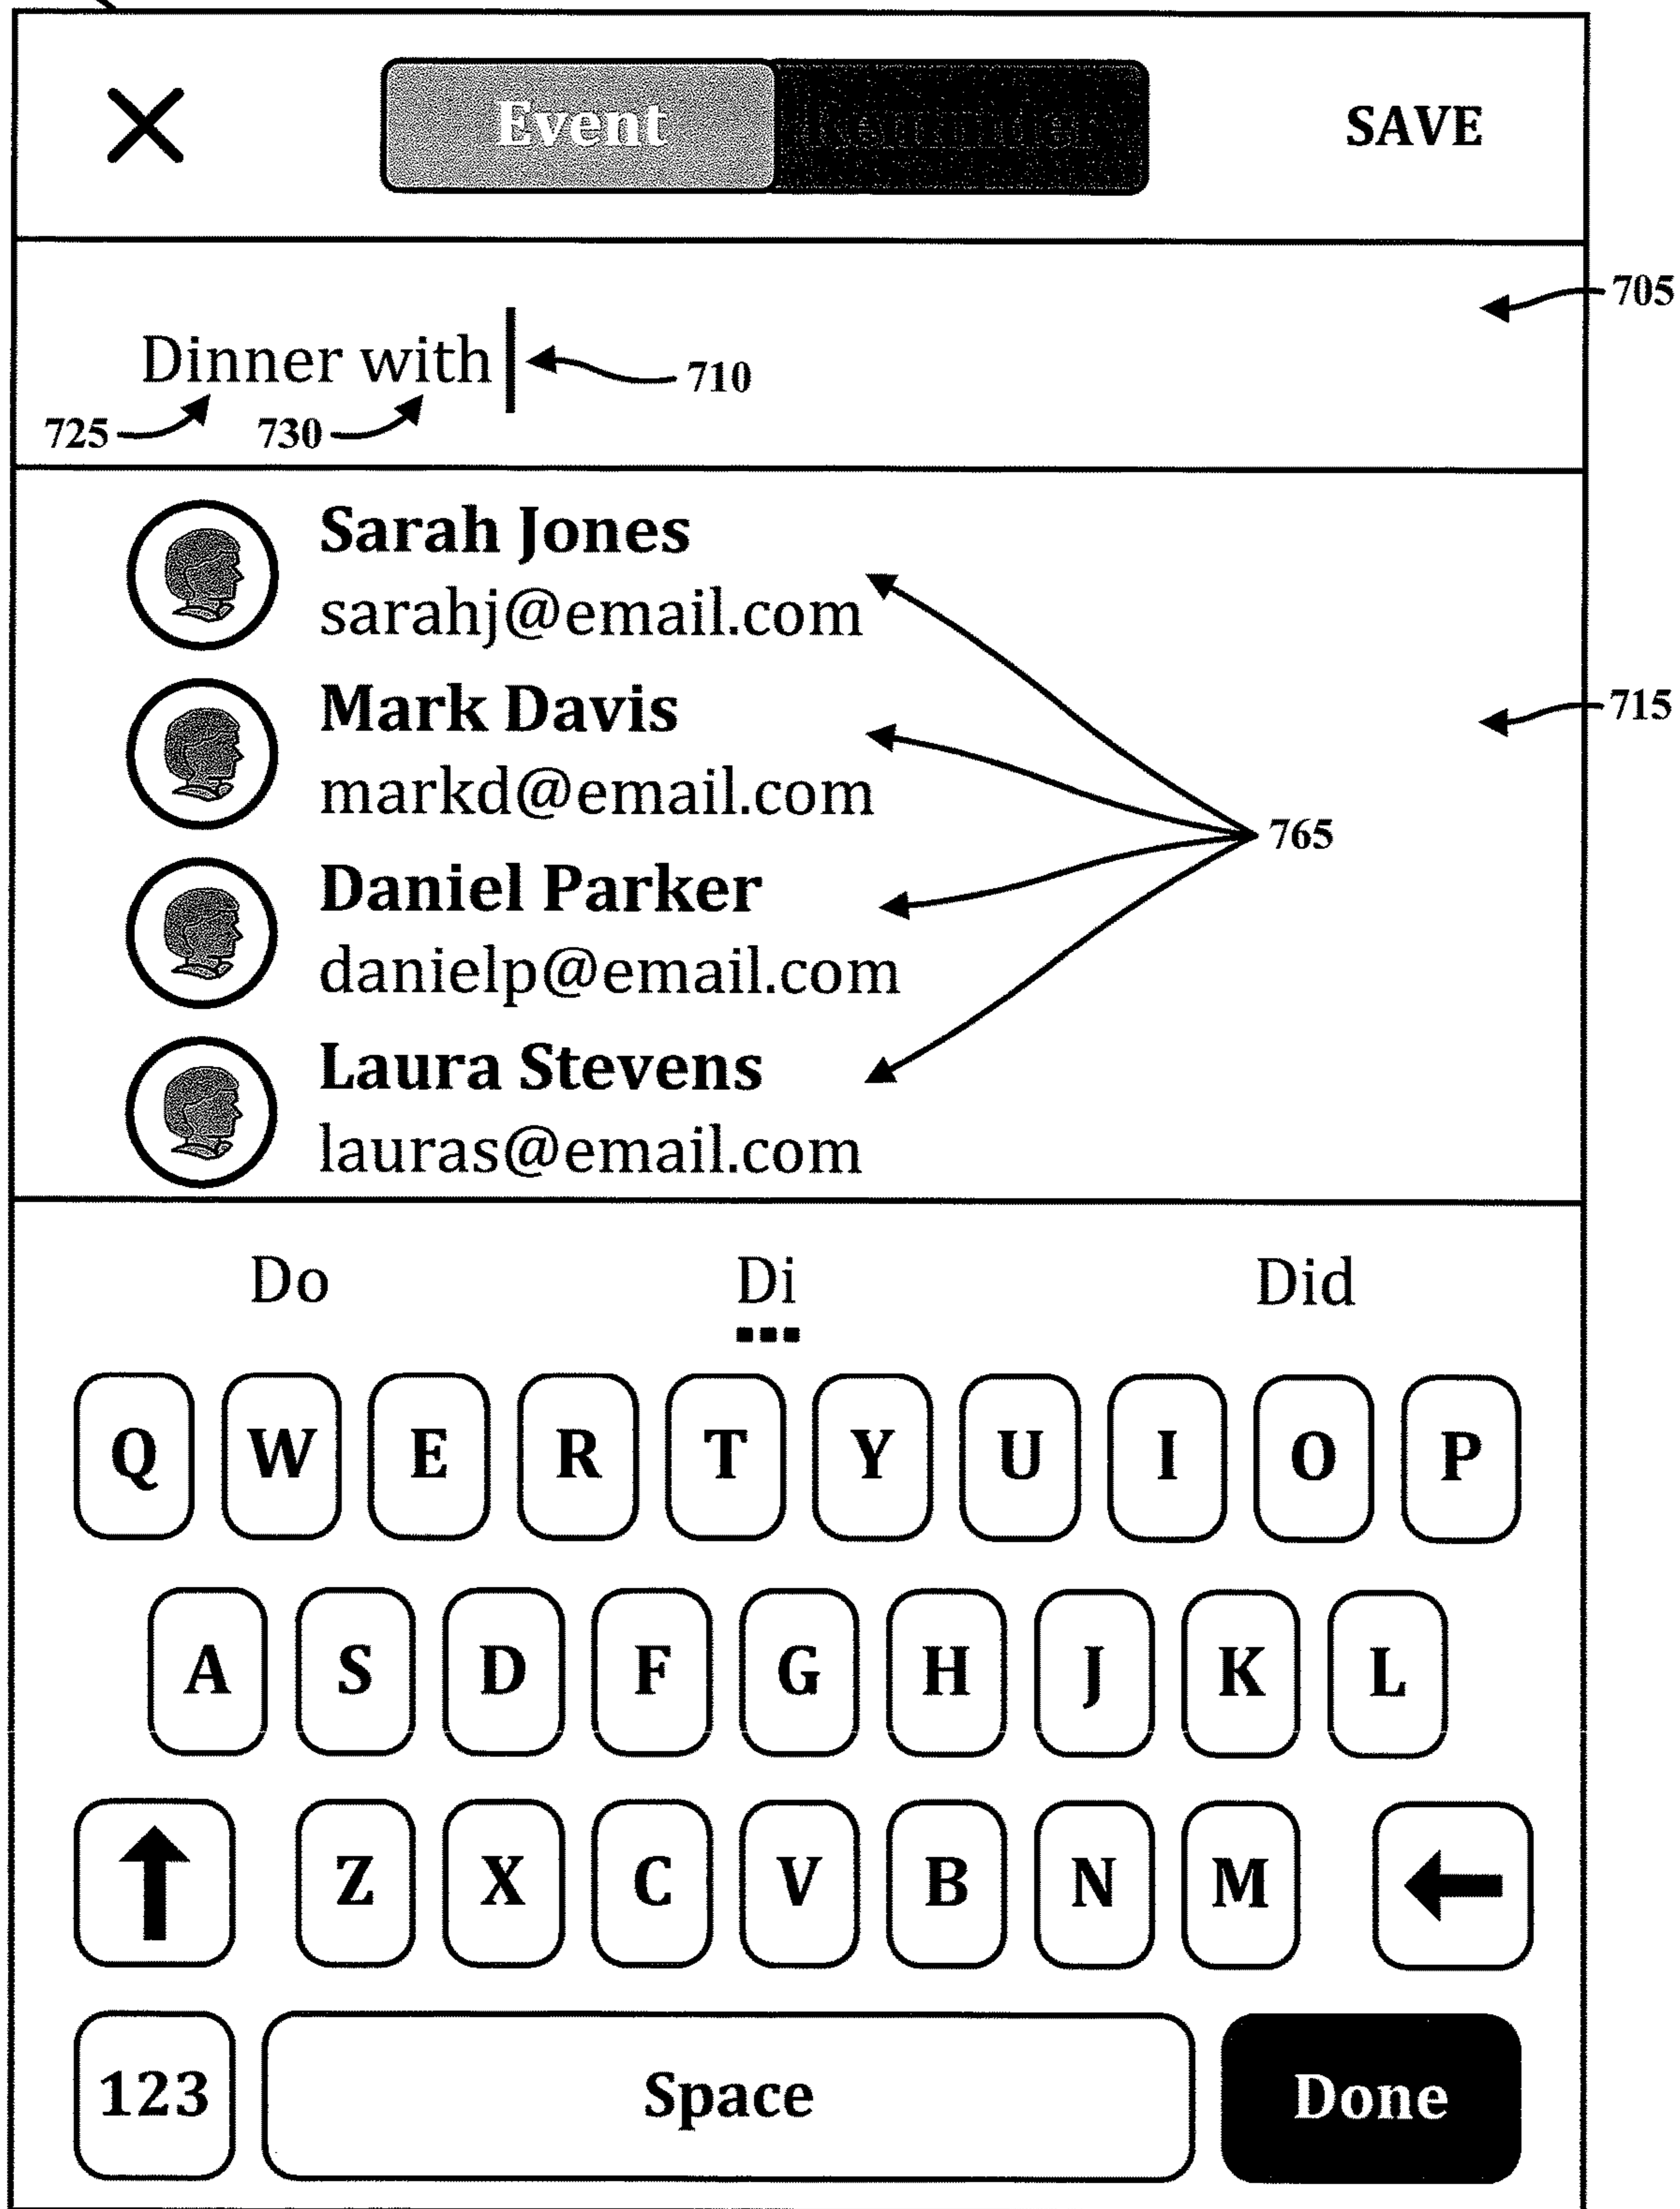 Event Reminder SAVE
705
Dinner with
710
725 730
Sarah Jones
sarahj@email.com
Mark Davis
markd@email.com
715
765
Daniel Parker
danielp@email.com
Laura Stevens
lauras@email.com
Do Di Did
Q W E R T Y U I O P
A S D F G H J K L
Z X C V B N M
123 Space Done